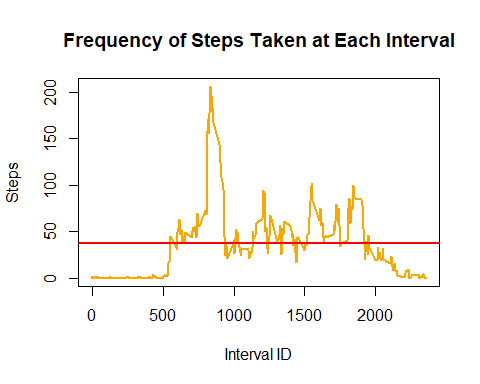 Frequency of Steps Taken at Each Interval
Steps
200
150
100
50
0
0 500 1000 1500 2000
Interval ID